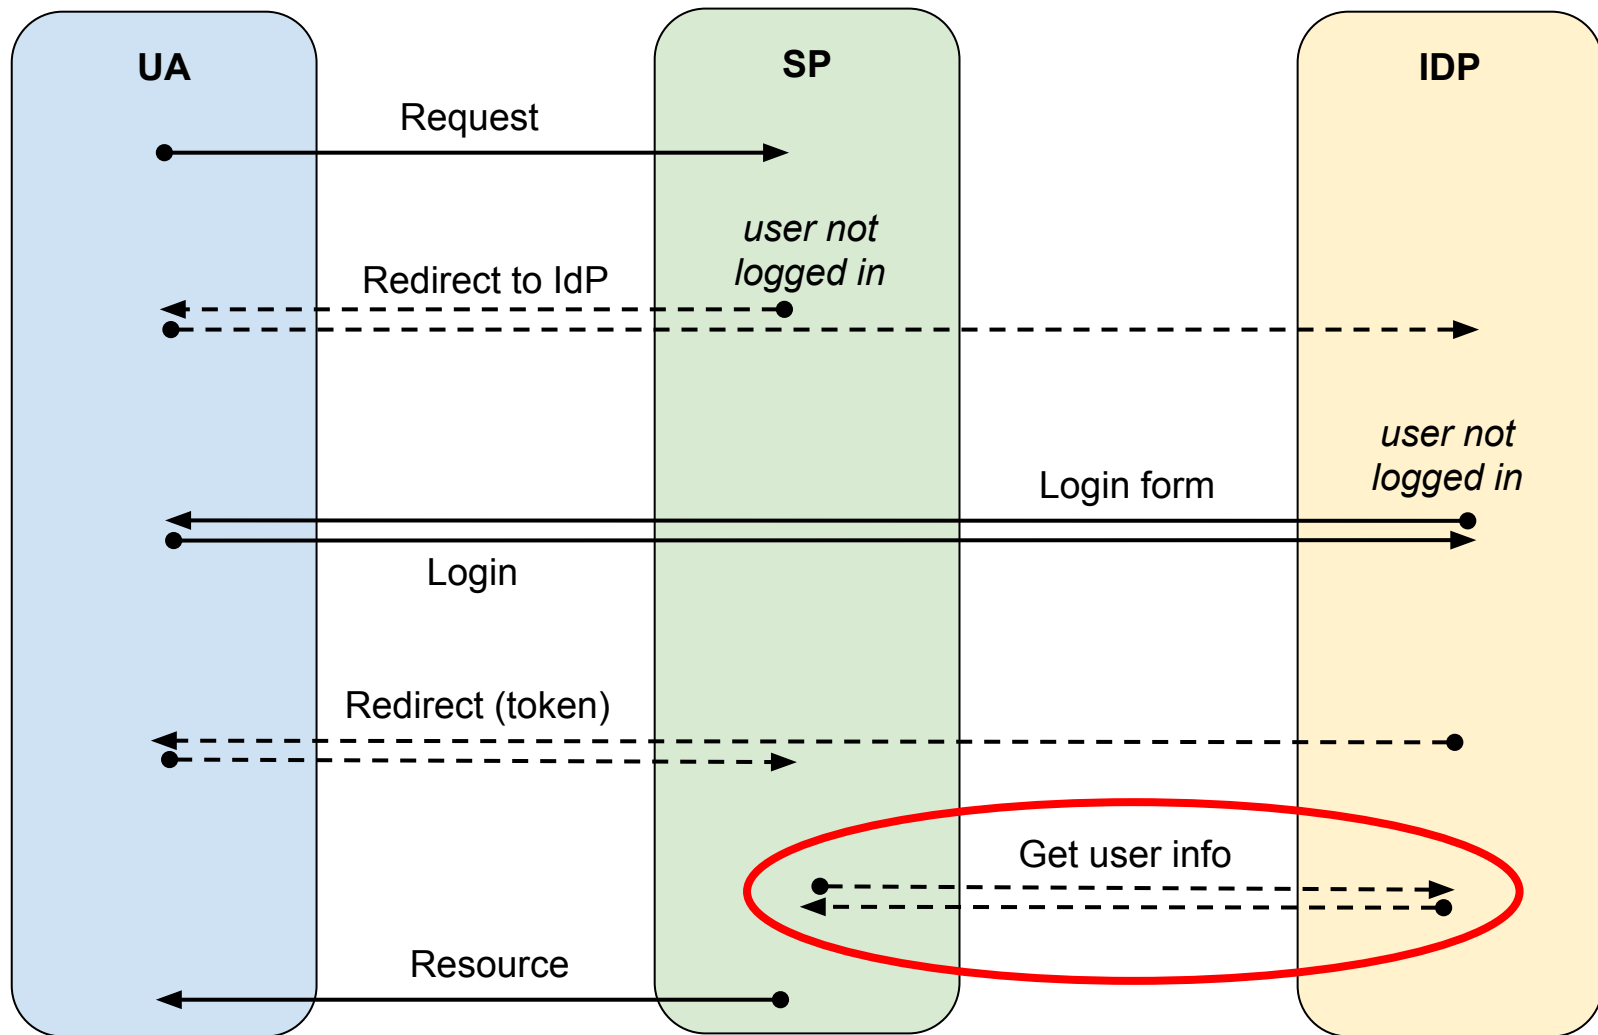 UA
SP
IDP
Request
user not
logged in
Redirect to IdP
user not
logged in
Login form
Login
Redirect (token)
Get user info
Resource